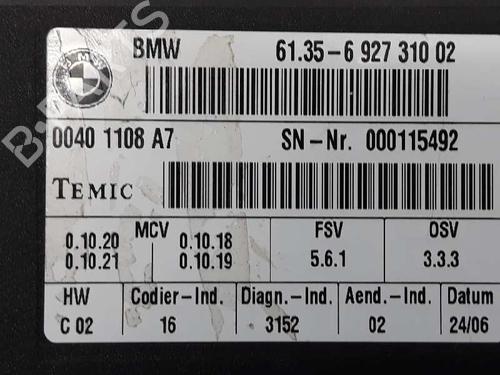 BMW 61.35-6 927 310 02
0040 1108 A7 SN-Nr. 000115492
TEMIC
MCV FSV OSV
0.10.20 0.10.18 5.6.1 3.3.3
0.10.21 0.10.19
HW Codier-Ind. Diagn.-Ind. Aend.-Ind. Datum
C 02 16 3152 02 24/06